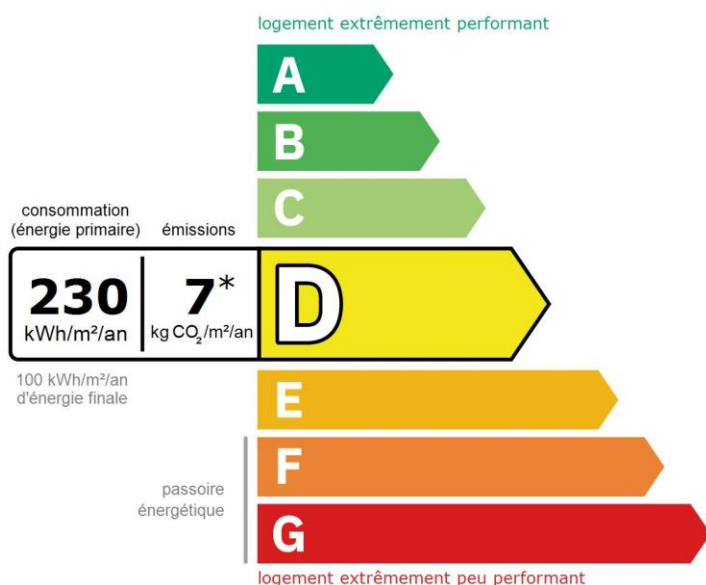 logement extrêmement performant
A
B
C
consommation
(énergie primaire)
émissions
230
kWh/m²/an
7*
kg CO₂/m²/an
D
100 kWh/m²/an
d'énergie finale
E
F
passoire
énergétique
G
logement extrêmement peu performant